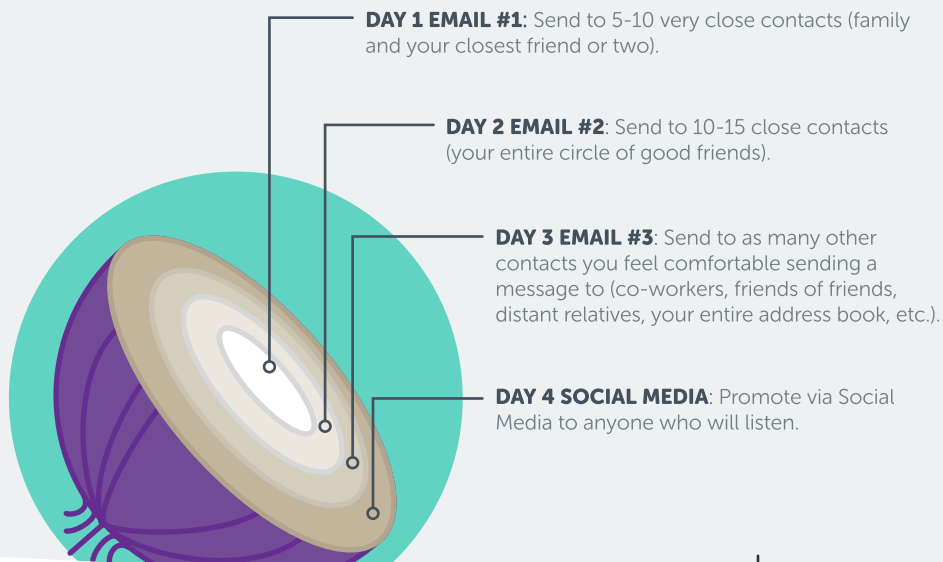 DAY 1 EMAIL #1: Send to 5-10 very close contacts (family
and your closest friend or two).
DAY 2 EMAIL #2: Send to 10-15 close contacts
(your entire circle of good friends).
DAY 3 EMAIL #3: Send to as many other
contacts you feel comfortable sending a
message to (co-workers, friends of friends,
distant relatives, your entire address book, etc.).
DAY 4 SOCIAL MEDIA: Promote via Social
Media to anyone who will listen.